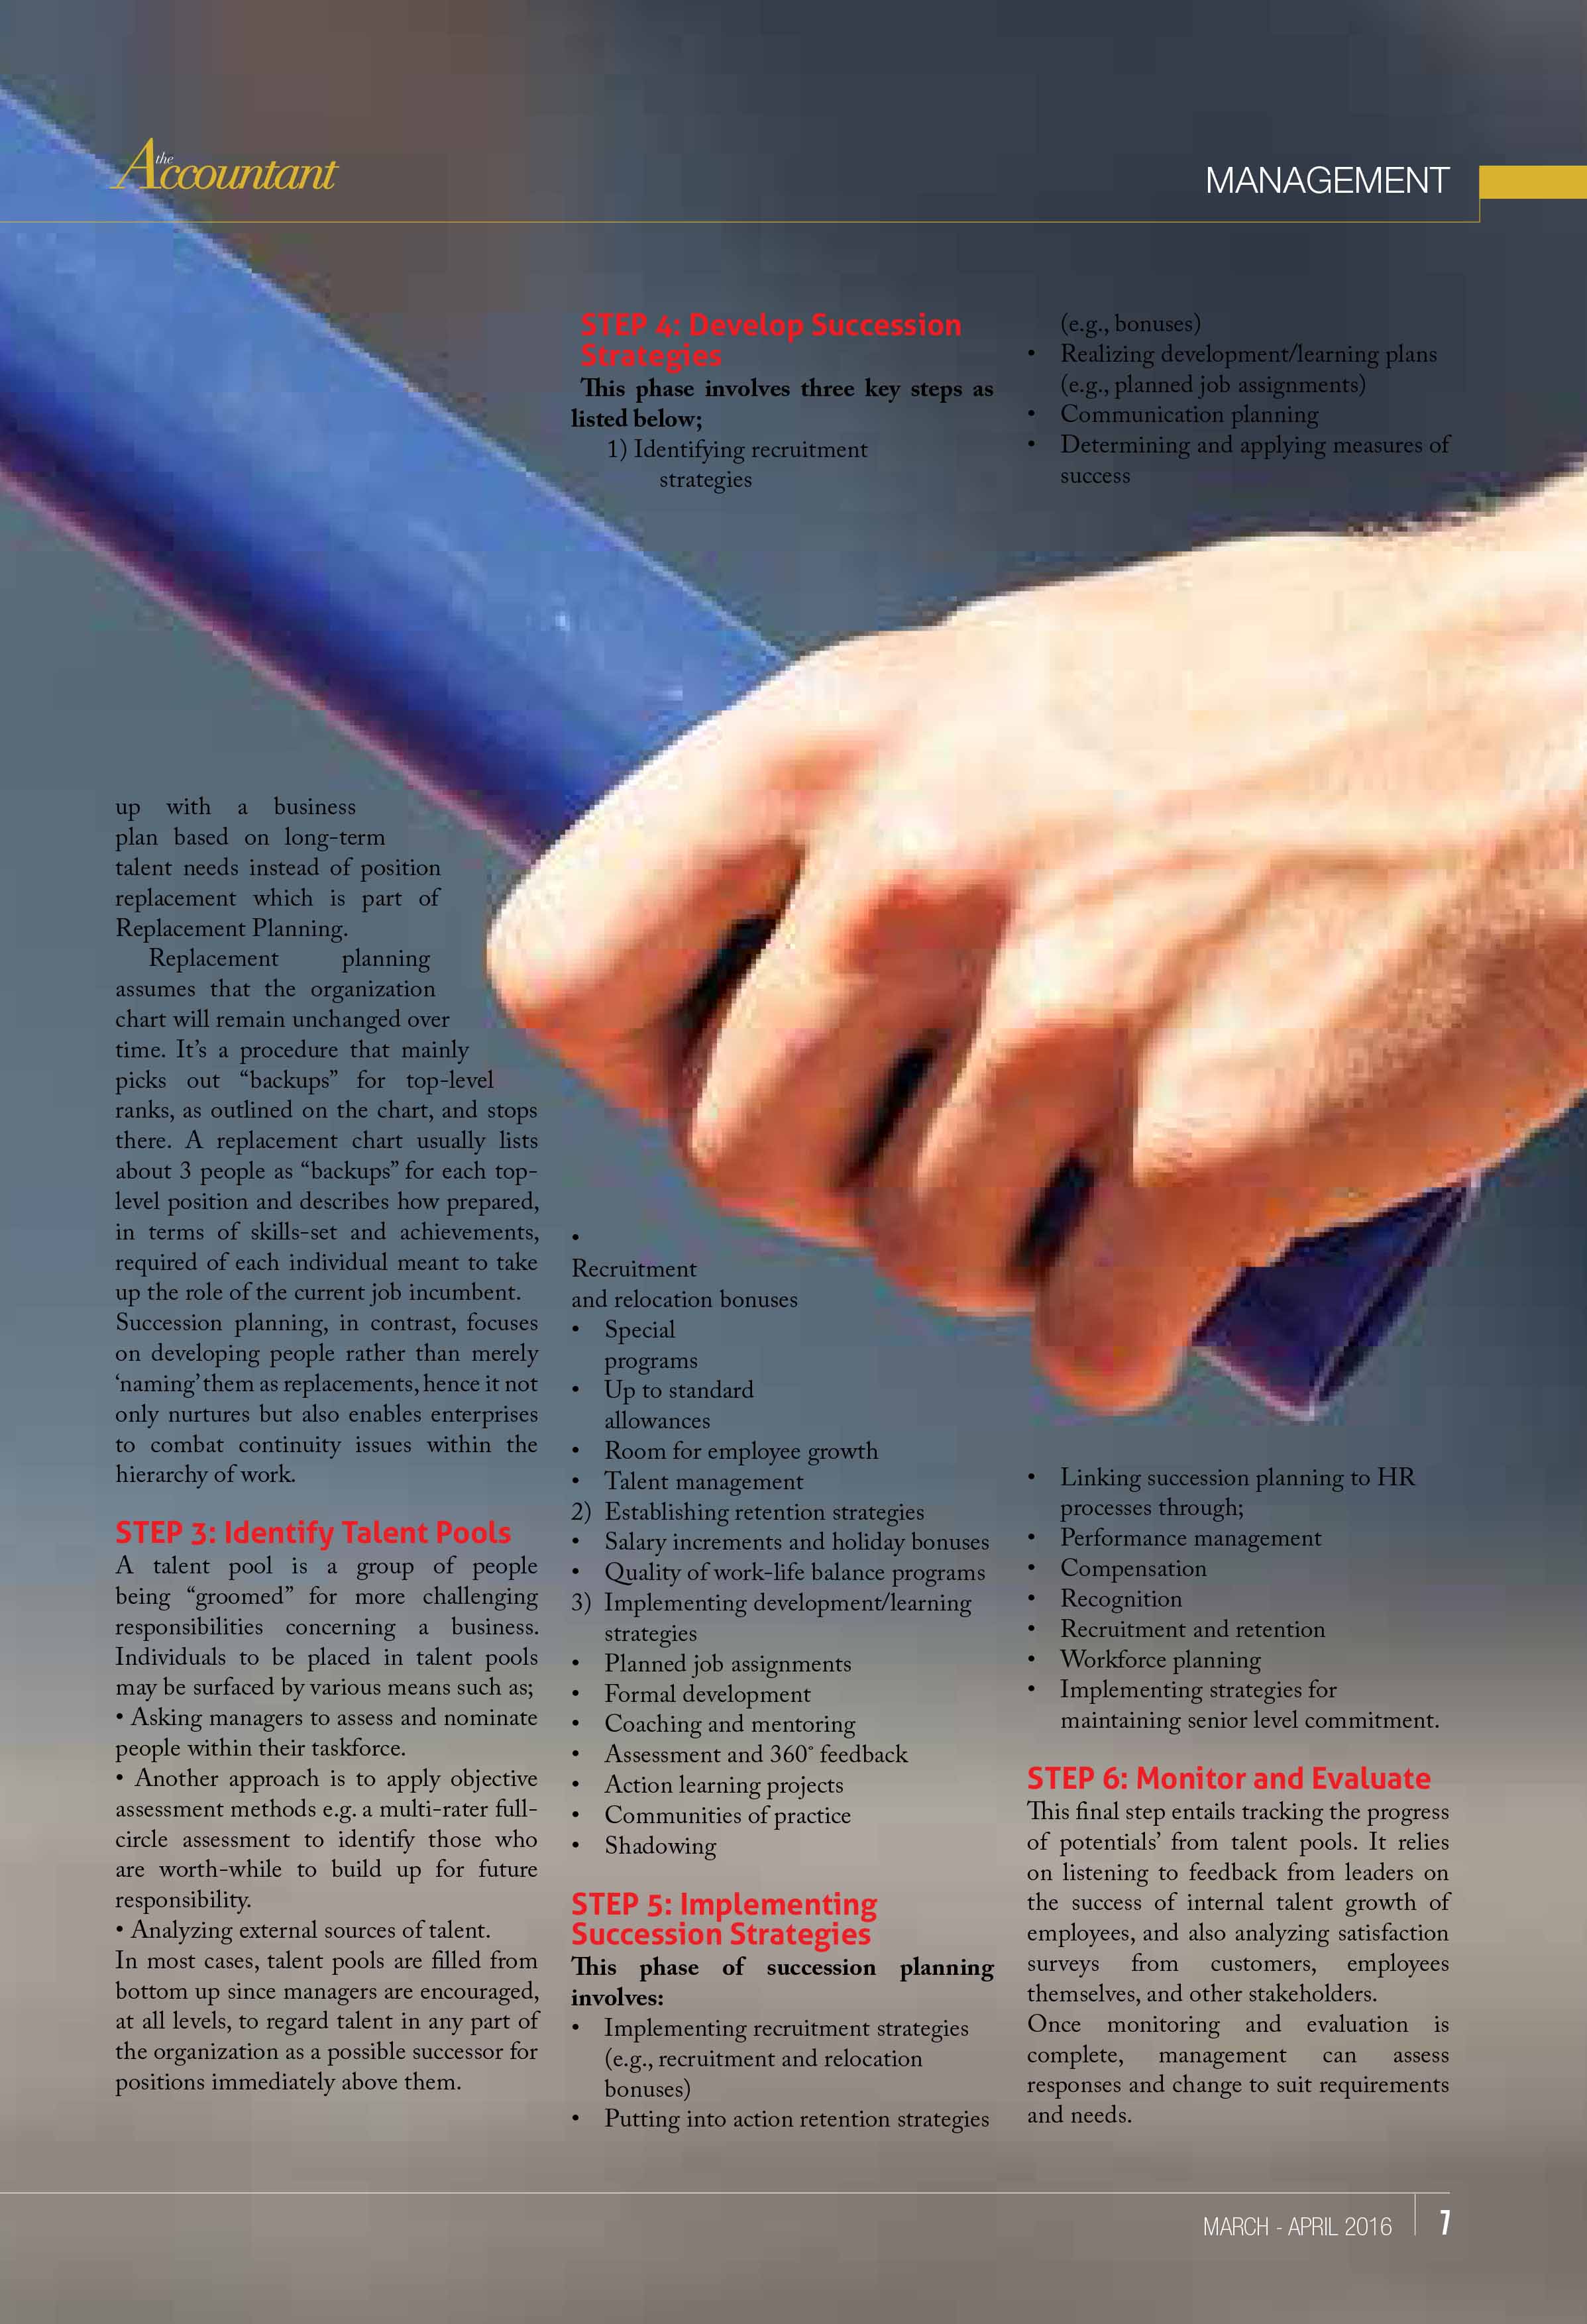 the Accountant
MANAGEMENT
up with a business
plan based on long-term
talent needs instead of position
replacement which is part of
Replacement Planning.
Replacement planning
assumes that the organization
chart will remain unchanged over
time. It's a procedure that mainly
picks out “backups” for top-level
ranks, as outlined on the chart, and stops
there. A replacement chart usually lists
about 3 people as “backups” for each top-
level position and describes how prepared,
in terms of skills-set and achievements,
required of each individual meant to take
up the role of the current job incumbent.
Succession planning, in contrast, focuses
on developing people rather than merely
‘naming’ them as replacements, hence it not
only nurtures but also enables enterprises
to combat continuity issues within the
hierarchy of work.
STEP 3: Identify Talent Pools
A talent pool is a group of people
being “groomed” for more challenging
responsibilities concerning a business.
Individuals to be placed in talent pools
may be surfaced by various means such as;
• Asking managers to assess and nominate
people within their taskforce.
• Another approach is to apply objective
assessment methods e.g. a multi-rater full-
circle assessment to identify those who
are worth-while to build up for future
responsibility.
• Analyzing external sources of talent.
In most cases, talent pools are filled from
bottom up since managers are encouraged,
at all levels, to regard talent in any part of
the organization as a possible successor for
positions immediately above them.
STEP 4: Develop Succession
Strategies
This phase involves three key steps as
listed below;
1) Identifying recruitment
strategies
•
Recruitment
and relocation bonuses
• Special
programs
• Up to standard
allowances
• Room for employee growth
• Talent management
2) Establishing retention strategies
• Salary increments and holiday bonuses
• Quality of work-life balance programs
3) Implementing development/learning
strategies
• Planned job assignments
• Formal development
• Coaching and mentoring
• Assessment and 360° feedback
• Action learning projects
• Communities of practice
• Shadowing
STEP 5: Implementing
Succession Strategies
This phase of succession planning
involves:
• Implementing recruitment strategies
(e.g., recruitment and relocation
bonuses)
• Putting into action retention strategies
(e.g., bonuses)
• Realizing development/learning plans
(e.g., planned job assignments)
• Communication planning
• Determining and applying measures of
success
• Linking succession planning to HR
processes through;
• Performance management
• Compensation
• Recognition
• Recruitment and retention
• Workforce planning
• Implementing strategies for
maintaining senior level commitment.
STEP 6: Monitor and Evaluate
This final step entails tracking the progress
of potentials’ from talent pools. It relies
on listening to feedback from leaders on
the success of internal talent growth of
employees, and also analyzing satisfaction
surveys from customers, employees
themselves, and other stakeholders.
Once monitoring and evaluation is
complete, management can assess
responses and change to suit requirements
and needs.
MARCH - APRIL 2016 7